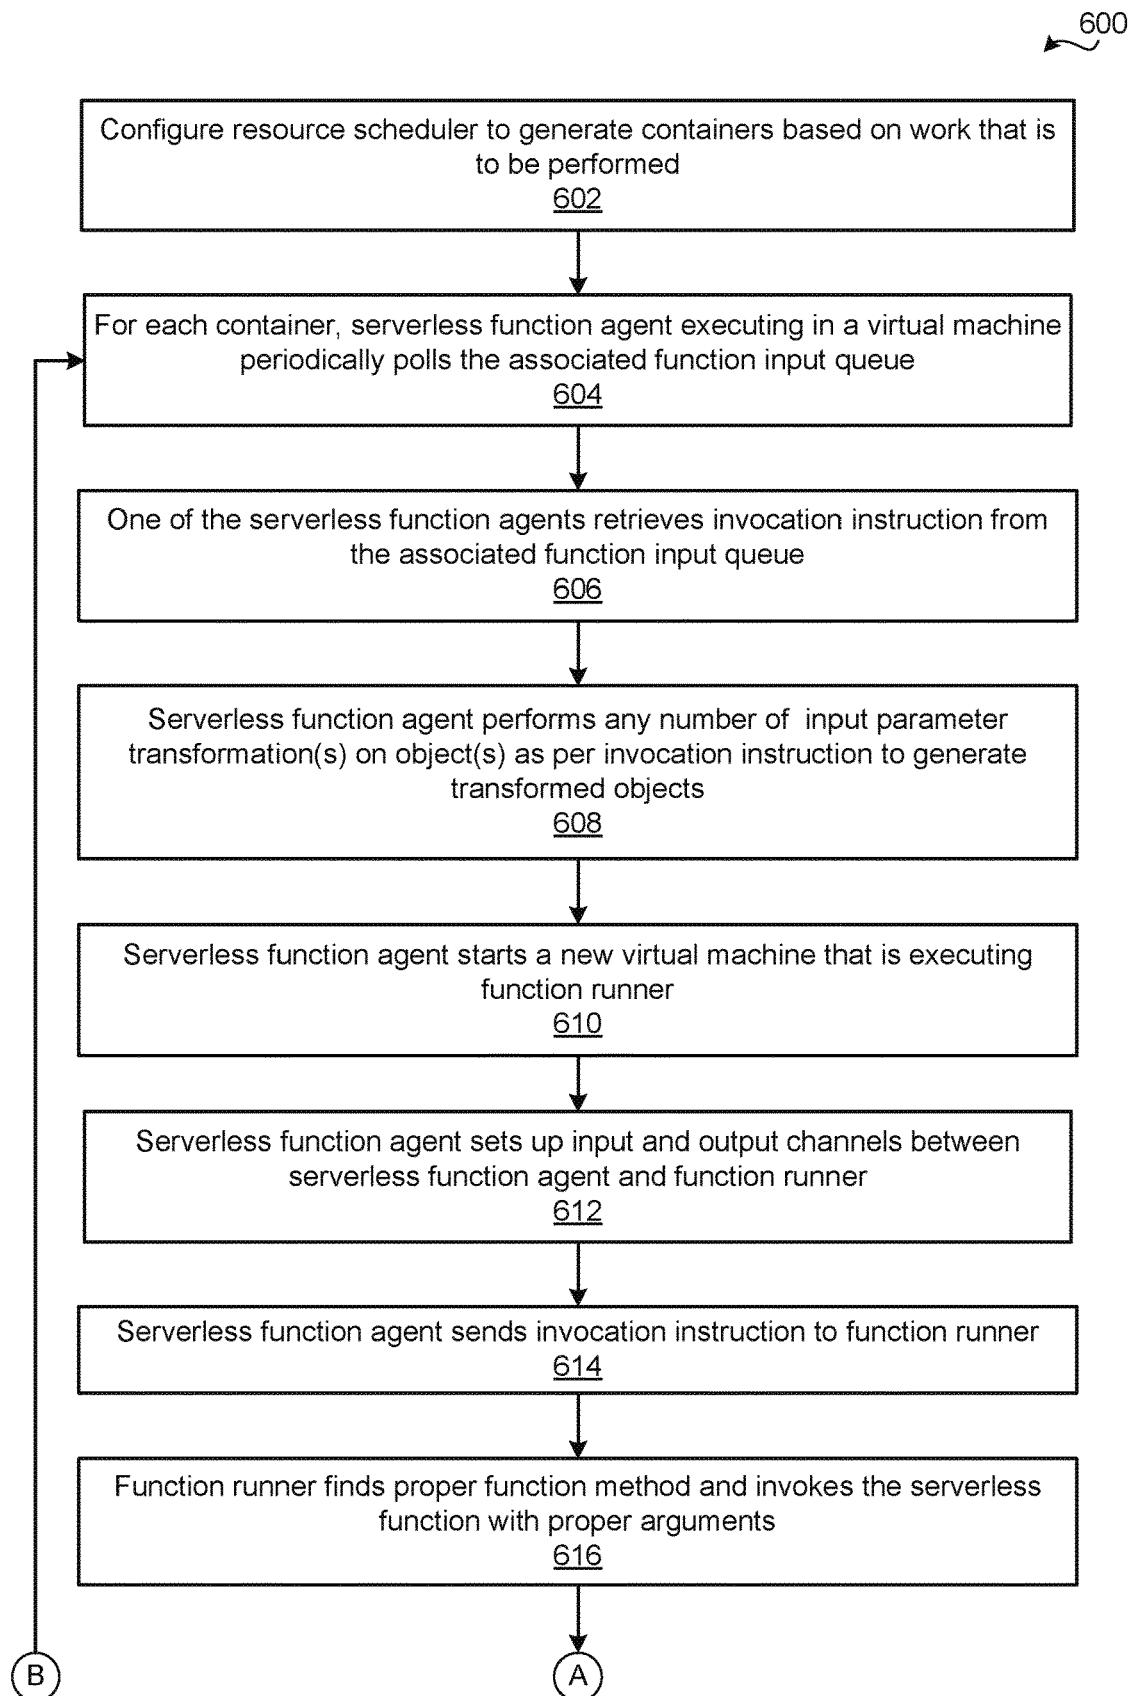 600
Configure resource scheduler to generate containers based on work that is
to be performed
602
For each container, serverless function agent executing in a virtual machine
periodically polls the associated function input queue
604
One of the serverless function agents retrieves invocation instruction from
the associated function input queue
606
Serverless function agent performs any number of input parameter
transformation(s) on object(s) as per invocation instruction to generate
transformed objects
608
Serverless function agent starts a new virtual machine that is executing
function runner
610
Serverless function agent sets up input and output channels between
serverless function agent and function runner
612
Serverless function agent sends invocation instruction to function runner
614
Function runner finds proper function method and invokes the serverless
function with proper arguments
616
B
A